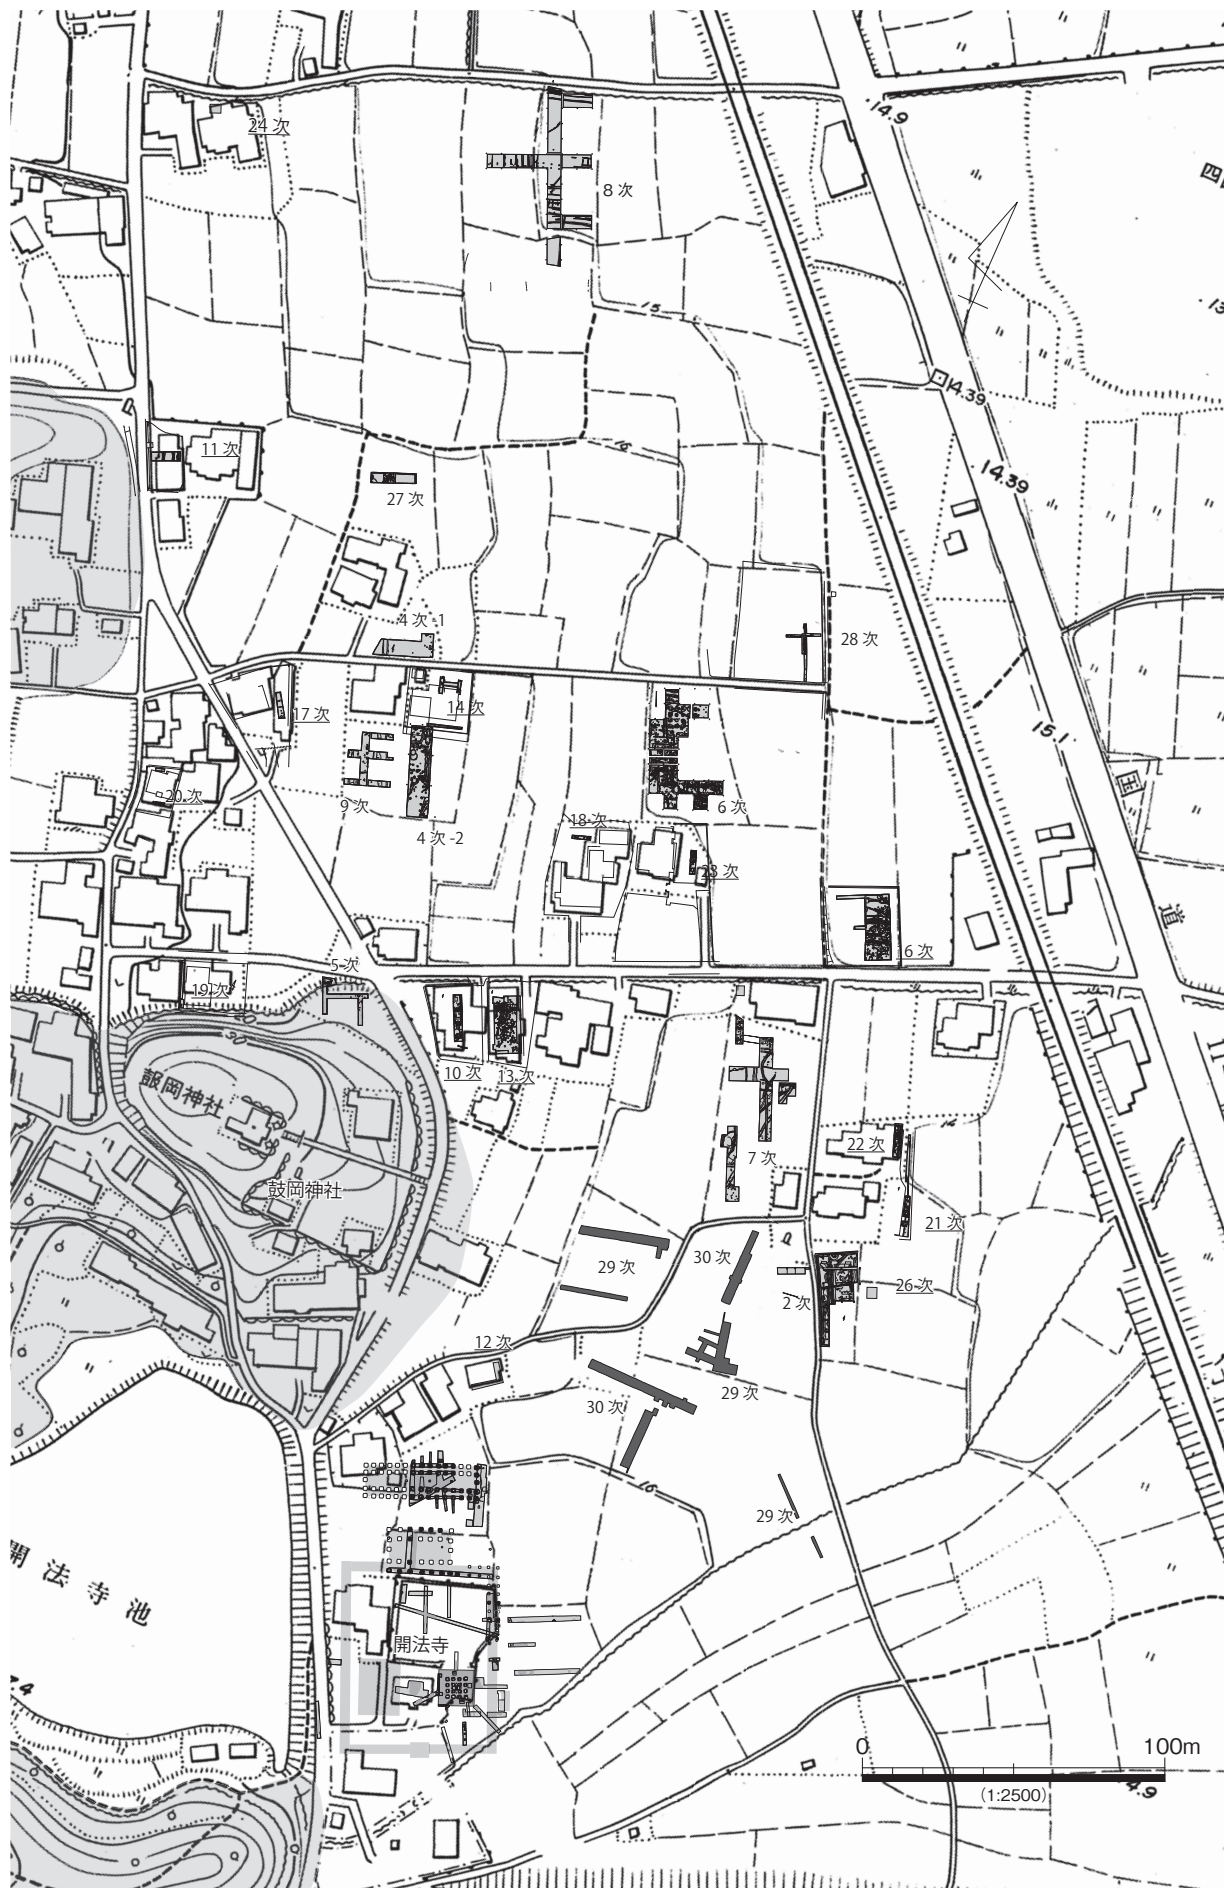 24次
8次
14.9
四
15
14.39
16
11次
14.39
27次
4次-1
28次
17次
14次
15.1
国
20次
9次
6次
4次-2
18次
23次
道
6次
5次
19次
30
10次
13次
鼓岡神社
14
22次
7次
鼓岡神社
21次
29次
30次
26次
2次
12次
29次
30次
16
29次
開法寺池
開法寺
0 100m
(1:2500)
4.9